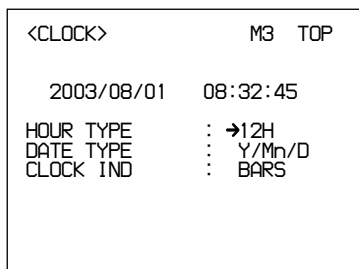 <CLOCK> M3 TOP
2003/08/01 08:32:45
HOUR TYPE : →12H
DATE TYPE : Y/Mn/D
CLOCK IND : BARS